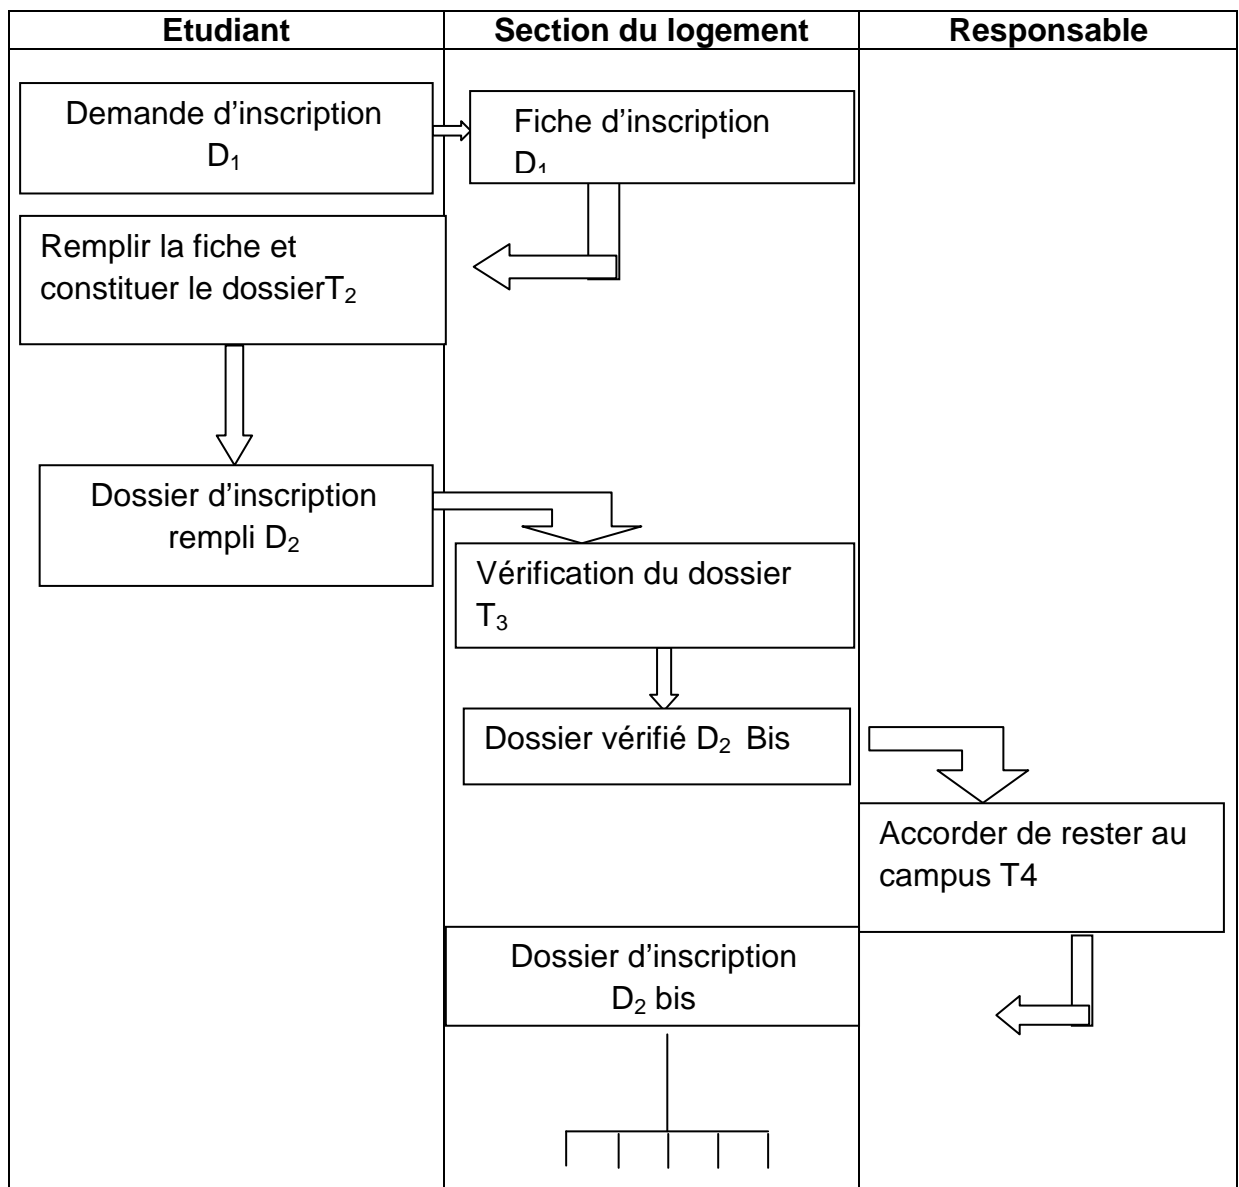 Etudiant
Section du logement
Responsable
Demande d'inscription
D₁
Fiche d'inscription
D₁
Remplir la fiche et
constituer le dossierT₂
Dossier d'inscription
rempli D₂
Vérification du dossier
T₃
Dossier vérifié D₂ Bis
Accorder de rester au
campus T4
Dossier d'inscription
D₂ bis